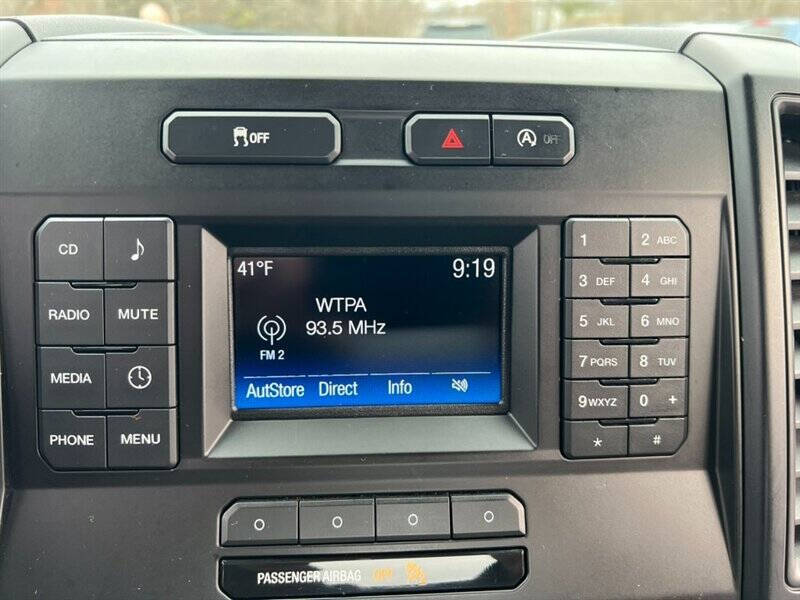 OFF
A OFF
CD
RADIO MUTE
MEDIA
PHONE MENU
41°F 9:19
WTPA
93.5 MHz
FM 2
AutStore Direct Info
1 2 ABC
3 DEF 4 GHI
5 JKL 6 MNO
7 PQRS 8 TUV
9 WXYZ 0 +
* #
PASSENGER AIRBAG OFF